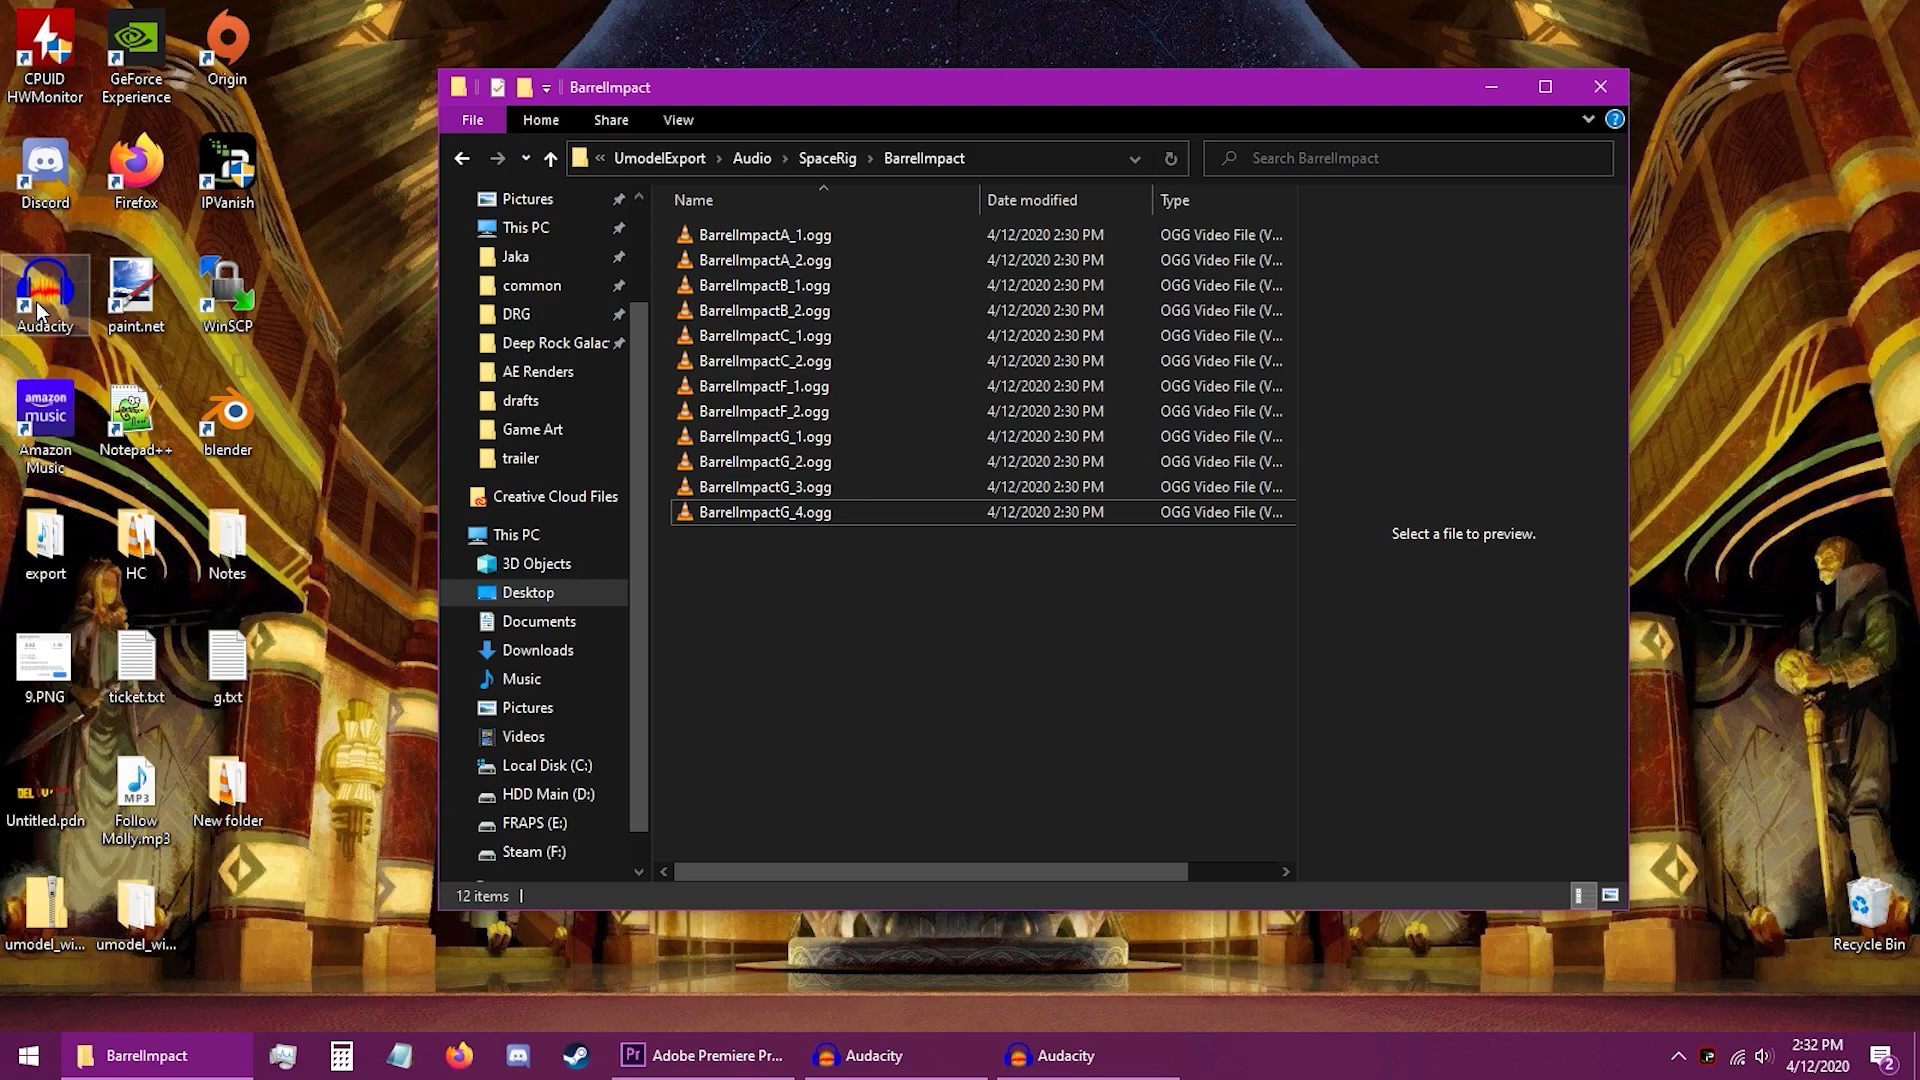 CPUID
HWMonitor
GeForce
Experience
Origin
Discord
Firefox
IPVanish
Audacity
paint.net
WinSCP
amazon
music
Amazon
Music
Notepad++
blender
export
HC
Notes
9.PNG
ticket.txt
g.txt
Untitled.pdn
MP3
Follow
Molly.mp3
New folder
umodel_wi...
umodel_wi...
BarrelImpact
File
Home
Share
View
« UmodelExport › Audio › SpaceRig › BarrelImpact
Search BarrelImpact
Pictures
This PC
Jaka
common
DRG
Deep Rock Galac
AE Renders
drafts
Game Art
trailer
Creative Cloud Files
This PC
3D Objects
Desktop
Documents
Downloads
Music
Pictures
Videos
Local Disk (C:)
HDD Main (D:)
FRAPS (E:)
Steam (F:)
Name Date modified Type
BarrelImpactA_1.ogg 4/12/2020 2:30 PM OGG Video File (V...
BarrelImpactA_2.ogg 4/12/2020 2:30 PM OGG Video File (V...
BarrelImpactB_1.ogg 4/12/2020 2:30 PM OGG Video File (V...
BarrelImpactB_2.ogg 4/12/2020 2:30 PM OGG Video File (V...
BarrelImpactC_1.ogg 4/12/2020 2:30 PM OGG Video File (V...
BarrelImpactC_2.ogg 4/12/2020 2:30 PM OGG Video File (V...
BarrelImpactF_1.ogg 4/12/2020 2:30 PM OGG Video File (V...
BarrelImpactF_2.ogg 4/12/2020 2:30 PM OGG Video File (V...
BarrelImpactG_1.ogg 4/12/2020 2:30 PM OGG Video File (V...
BarrelImpactG_2.ogg 4/12/2020 2:30 PM OGG Video File (V...
BarrelImpactG_3.ogg 4/12/2020 2:30 PM OGG Video File (V...
BarrelImpactG_4.ogg 4/12/2020 2:30 PM OGG Video File (V...
Select a file to preview.
12 items
Recycle Bin
BarrelImpact
Pr
Adobe Premiere Pr...
Audacity
Audacity
2:32 PM
4/12/2020
2